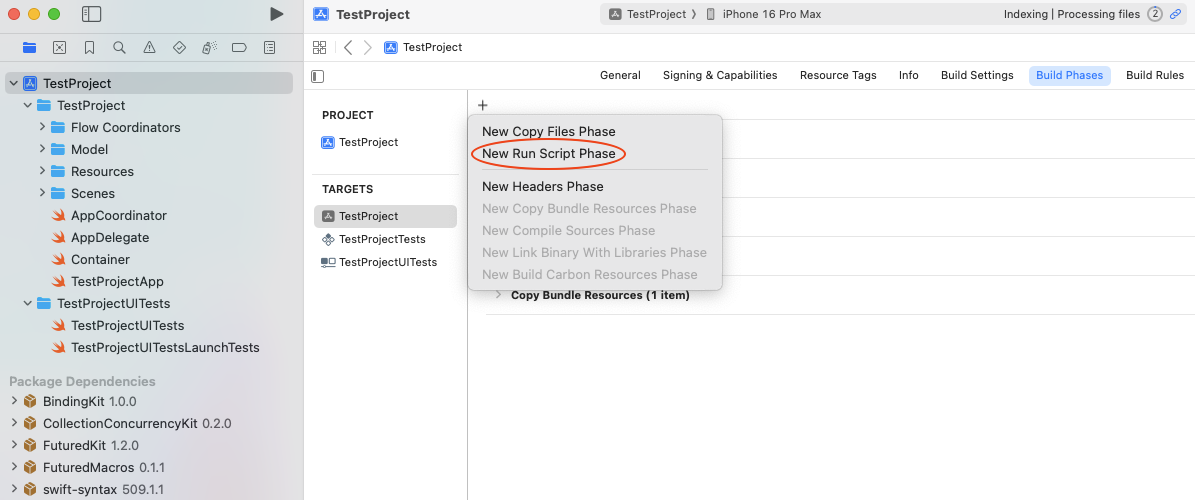 TestProject
TestProject
TestProject
Flow Coordinators
Model
Resources
Scenes
AppCoordinator
AppDelegate
Container
TestProjectApp
TestProjectUITests
TestProjectUITests
TestProjectUITestsLaunchTests
Package Dependencies
BindingKit 1.0.0
CollectionConcurrencyKit 0.2.0
FuturedKit 1.2.0
FuturedMacros 0.1.1
swift-syntax 509.1.1
TestProject 〉 iPhone 16 Pro Max
Indexing | Processing files 2
TestProject
General Signing & Capabilities Resource Tags Info Build Settings Build Phases Build Rules
PROJECT
TestProject
TARGETS
TestProject
TestProjectTests
TestProjectUITests
+
New Copy Files Phase
New Run Script Phase
New Headers Phase
New Copy Bundle Resources Phase
New Compile Sources Phase
New Link Binary With Libraries Phase
New Build Carbon Resources Phase
Copy Bundle Resources (1 item)